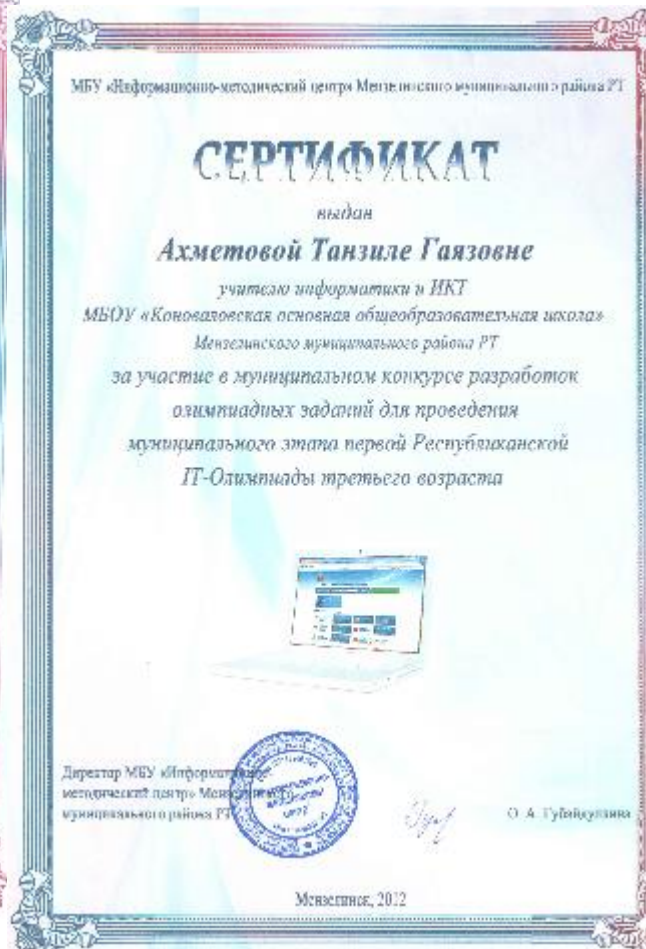 МБУ «Информационно-методический центр» Мензелинского муниципального района РТ
СЕРТИФИКАТ
выдан
Ахметовой Танзиле Гаязовне
учителю информатики и ИКТ
МБОУ «Коноваловская основная общеобразовательная школа»
Мензелинского муниципального района РТ
за участие в муниципальном конкурсе разработок
олимпиадных заданий для проведения
муниципального этапа первой Республиканской
IT-Олимпиады третьего возраста
Директор МБУ «Информационно-
методический центр» Мензелинского
муниципального района РТ
О. А. Губайдуллина
Мензелинск, 2012